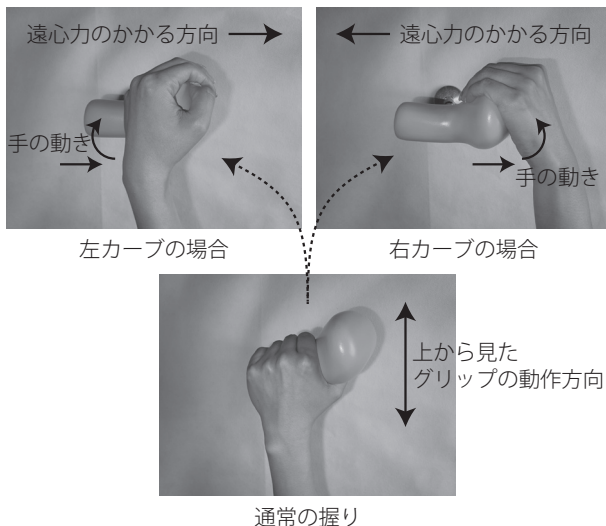 遠心力のかかる方向
手の動き
左カーブの場合
遠心力のかかる方向
手の動き
右カーブの場合
上から見た
グリップの動作方向
通常の握り